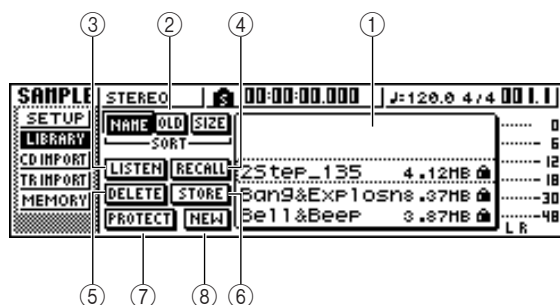 ③ ② ④ ①
SAMPLE STEREO S 00:00:00.000 ♩=120.0 4/4 001.1
SETUP
LIBRARY
CD IMPORT
TR IMPORT
MEMORY
NAME OLD SIZE
SORT
LISTEN RECALL
DELETE STORE
PROTECT NEW
2Step_135 4.12MB
Bang&Explosns.37MB
Bell&Beep 3.87MB
0
6
12
18
30
48
L R
⑤ ⑦ ⑧ ⑥